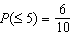 P(≤ 5) = 6/10